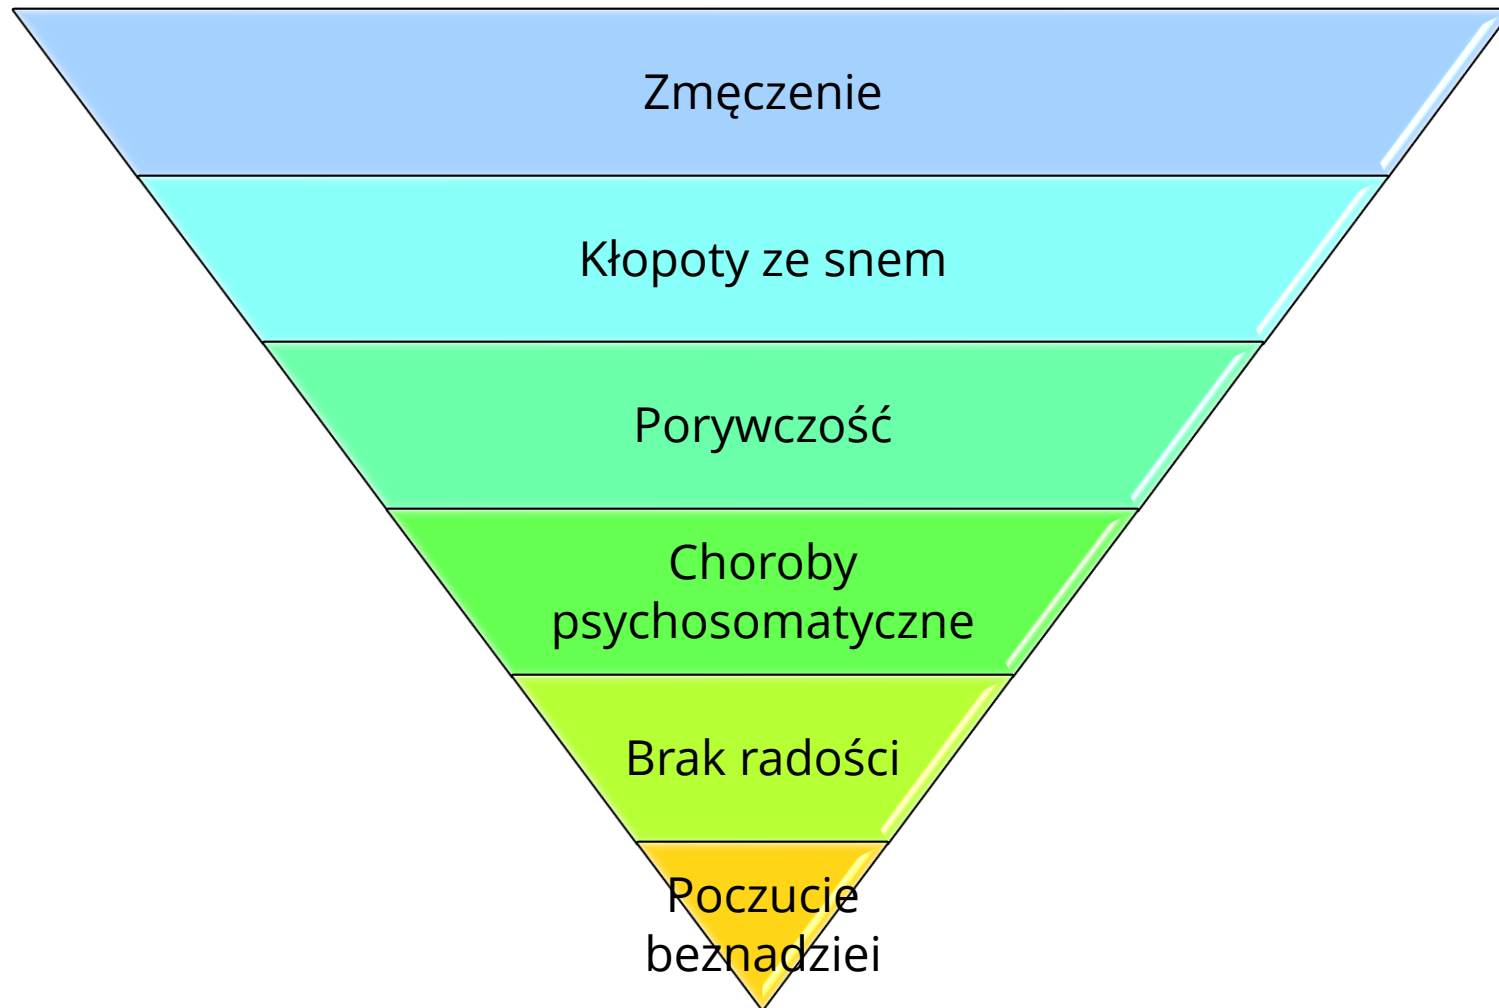 Zmęczenie
Kłopoty ze snem
Porywczość
Choroby
psychosomatyczne
Brak radości
Poczucie
beznadziei